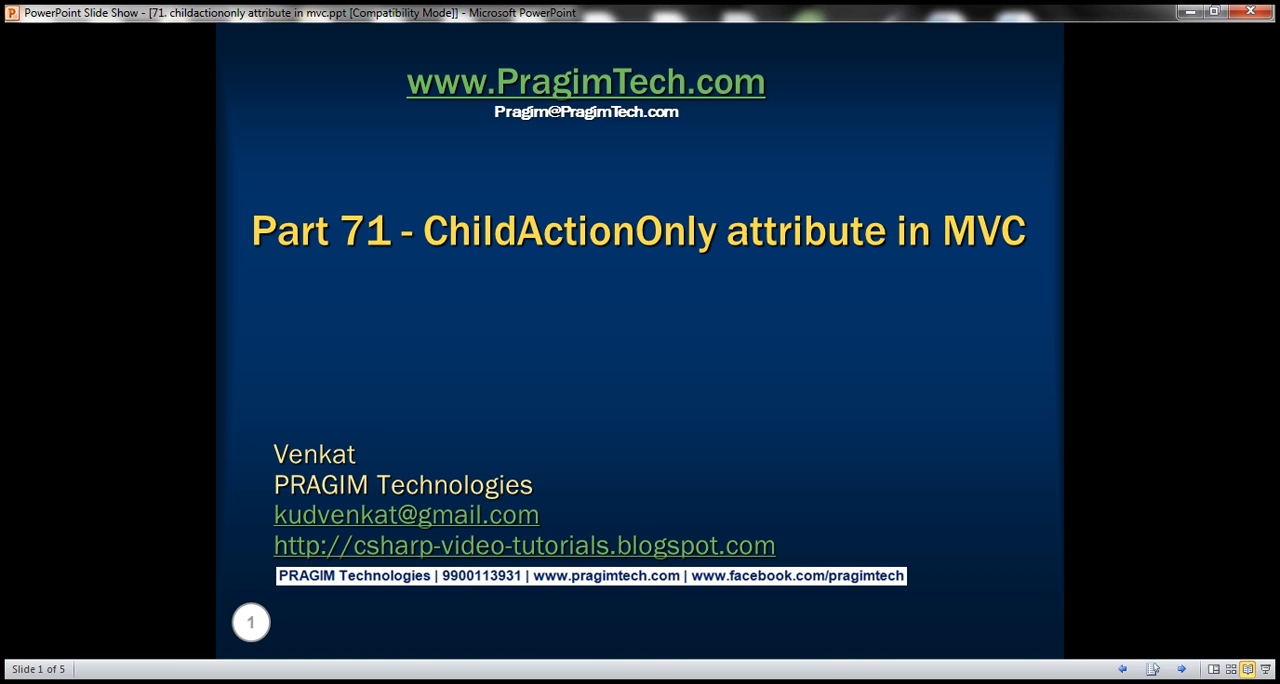 PowerPoint Slide Show - [71. childactiononly attribute in mvc.ppt [Compatibility Mode]] - Microsoft PowerPoint
www.PragimTech.com
Pragim@PragimTech.com
Part 71 - ChildActionOnly attribute in MVC
Venkat
PRAGIM Technologies
kudvenkat@gmail.com
http://csharp-video-tutorials.blogspot.com
PRAGIM Technologies | 9900113931 | www.pragimtech.com | www.facebook.com/pragimtech
1
Slide 1 of 5